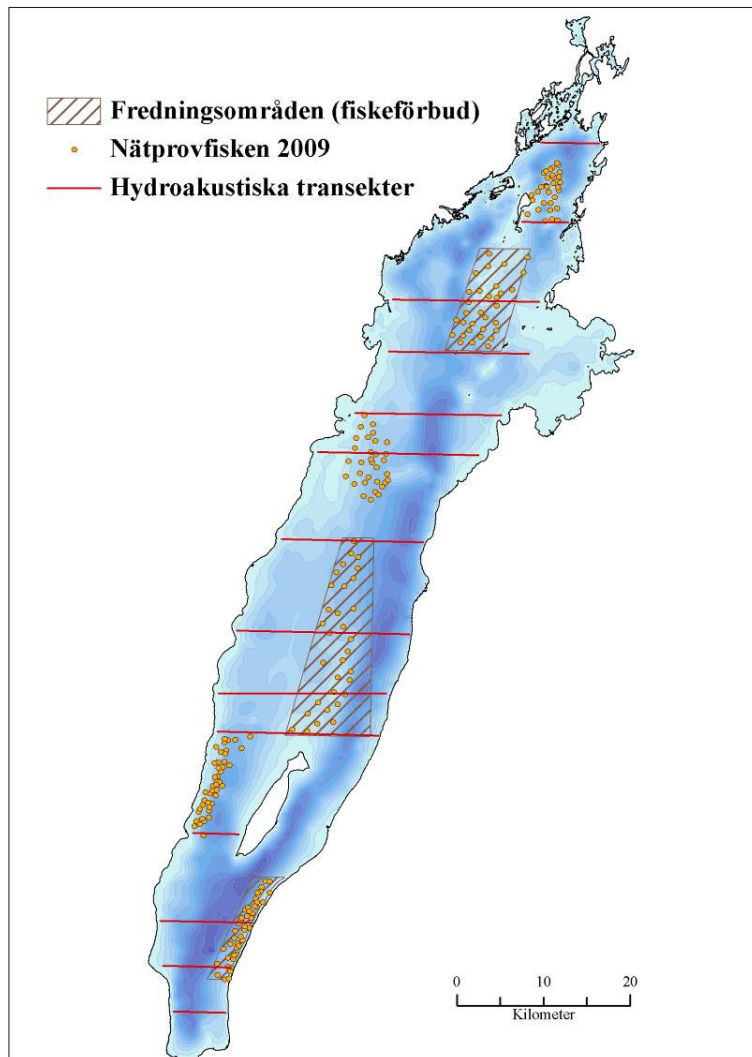 Fredningsområden (fiskeförbud)
Nätprovfisken 2009
Hydroakustiska transekter
0 10 20
Kilometer